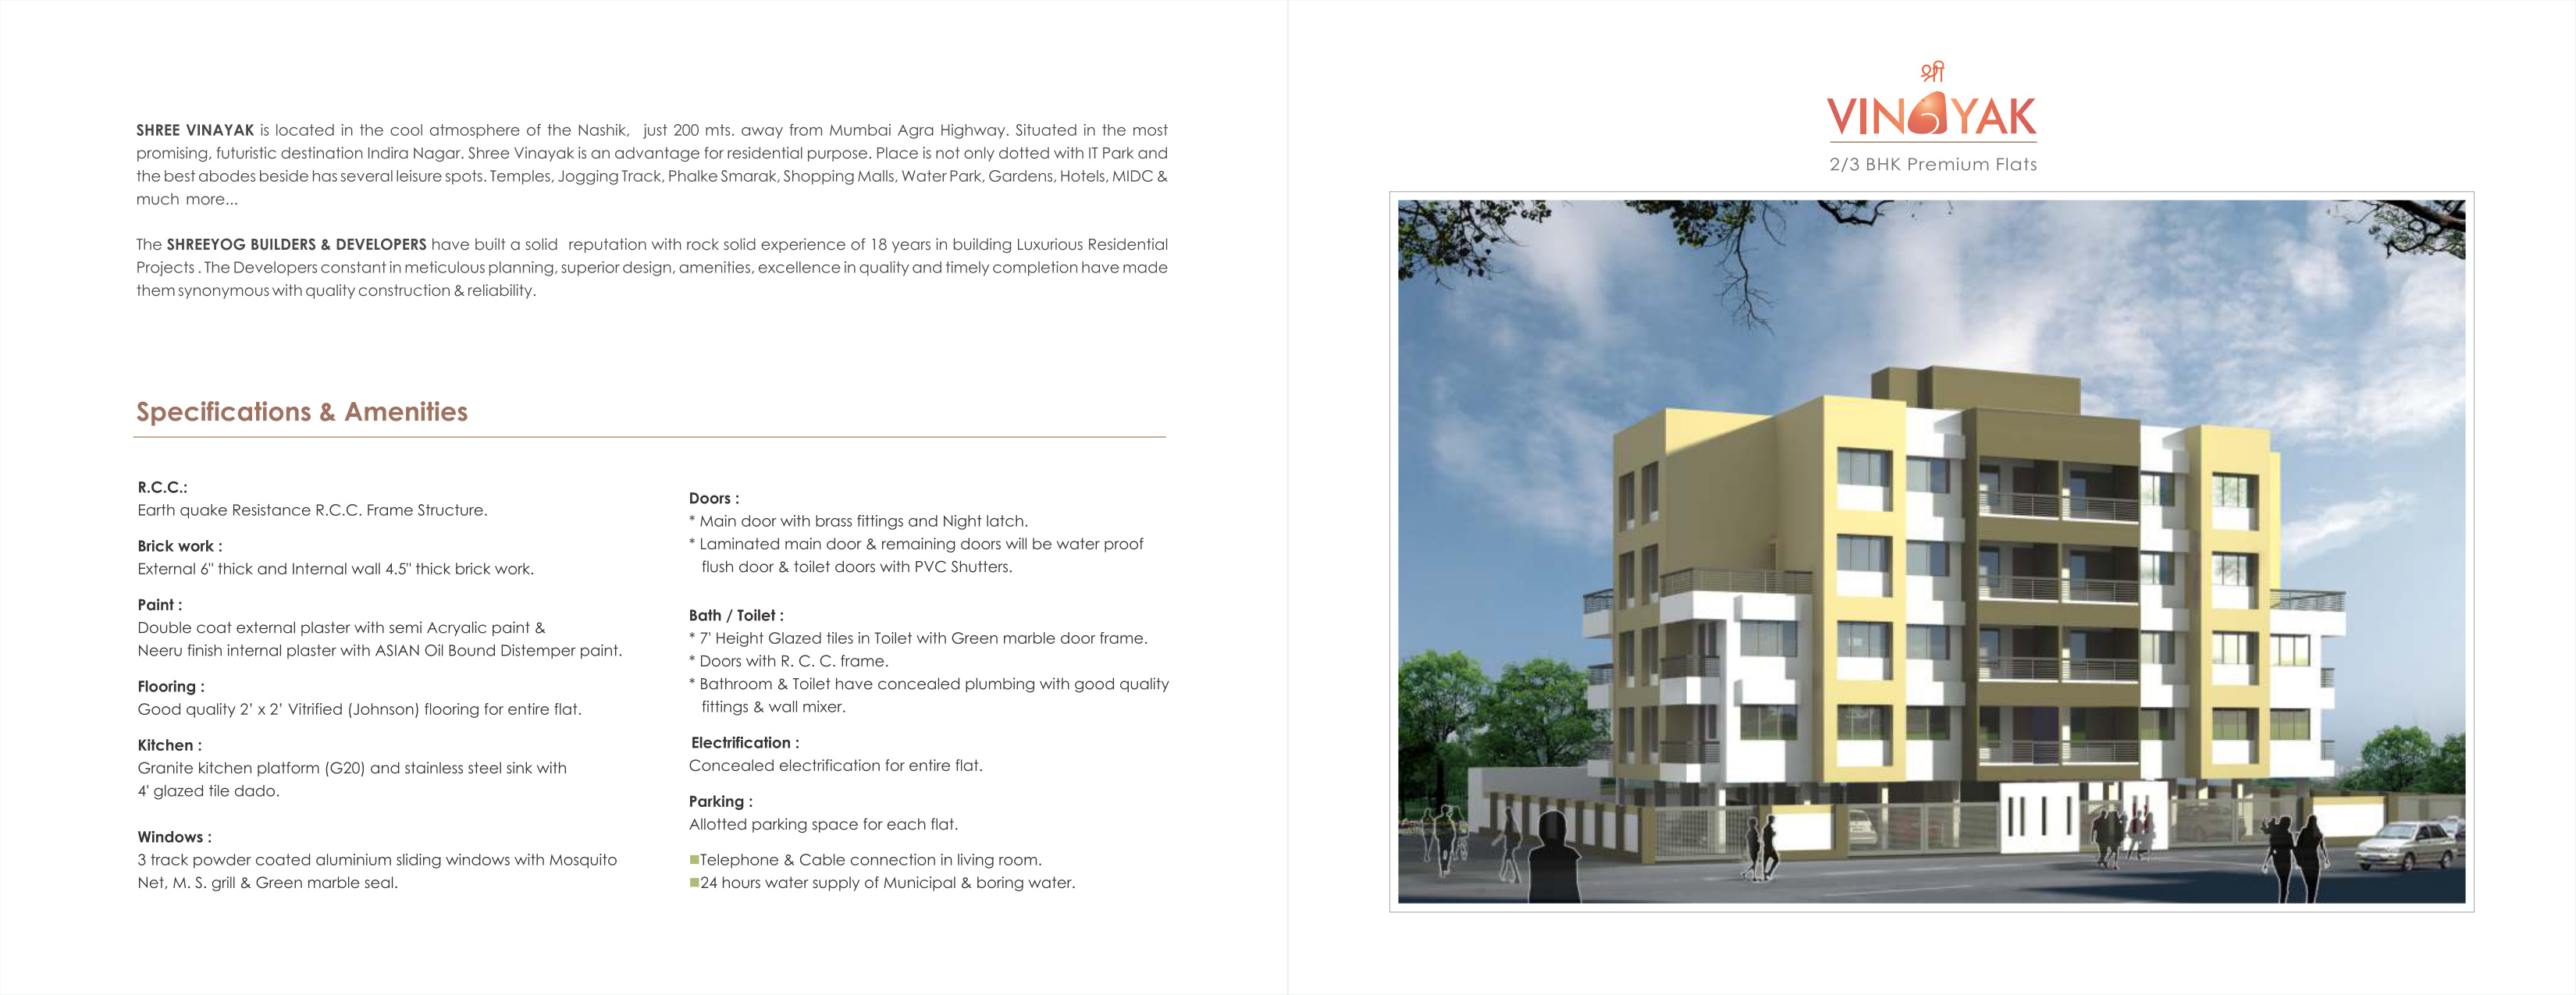 SHREE VINAYAK is located in the cool atmosphere of the Nashik, just 200 mts. away from Mumbai Agra Highway. Situated in the most
promising, futuristic destination Indira Nagar. Shree Vinayak is an advantage for residential purpose. Place is not only dotted with IT Park and
the best abodes beside has several leisure spots. Temples, Jogging Track, Phalke Smarak, Shopping Malls, Water Park, Gardens, Hotels, MIDC &
much more...
The SHREEYOG BUILDERS & DEVELOPERS have built a solid reputation with rock solid experience of 18 years in building Luxurious Residential
Projects . The Developers constant in meticulous planning, superior design, amenities, excellence in quality and timely completion have made
them synonymous with quality construction & reliability.
Specifications & Amenities
R.C.C.:
Earth quake Resistance R.C.C. Frame Structure.
Brick work :
External 6" thick and Internal wall 4.5" thick brick work.
Paint :
Double coat external plaster with semi Acryalic paint &
Neeru finish internal plaster with ASIAN Oil Bound Distemper paint.
Flooring :
Good quality 2' x 2' Vitrified (Johnson) flooring for entire flat.
Kitchen :
Granite kitchen platform (G20) and stainless steel sink with
4' glazed tile dado.
Windows :
3 track powder coated aluminium sliding windows with Mosquito
Net, M. S. grill & Green marble seal.
Doors :
* Main door with brass fittings and Night latch.
* Laminated main door & remaining doors will be water proof
flush door & toilet doors with PVC Shutters.
Bath / Toilet :
* 7' Height Glazed tiles in Toilet with Green marble door frame.
* Doors with R. C. C. frame.
* Bathroom & Toilet have concealed plumbing with good quality
fittings & wall mixer.
Electrification :
Concealed electrification for entire flat.
Parking :
Allotted parking space for each flat.
■Telephone & Cable connection in living room.
■24 hours water supply of Municipal & boring water.
श्री
VINAYAK
2/3 BHK Premium Flats